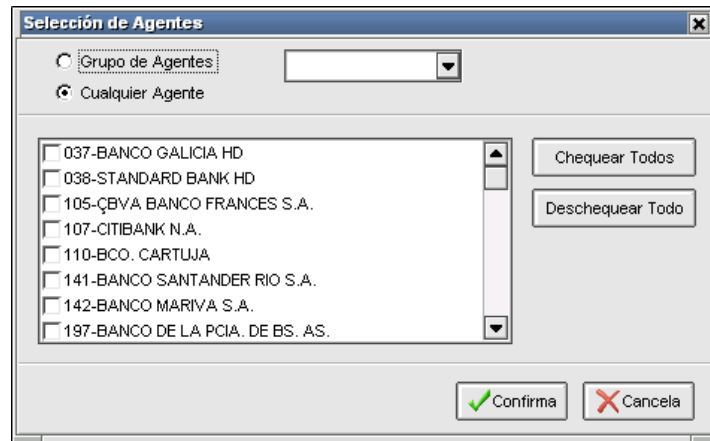 Selección de Agentes
Grupo de Agentes
Cualquier Agente
037-BANCO GALICIA HD
038-STANDARD BANK HD
105-ÇBVA BANCO FRANCES S.A.
107-CITIBANK N.A.
110-BCO. CARTUJA
141-BANCO SANTANDER RIO S.A.
142-BANCO MARIVA S.A.
197-BANCO DE LA PCIA. DE BS. AS.
Chequear Todos
Deschequear Todo
Confirma
Cancela